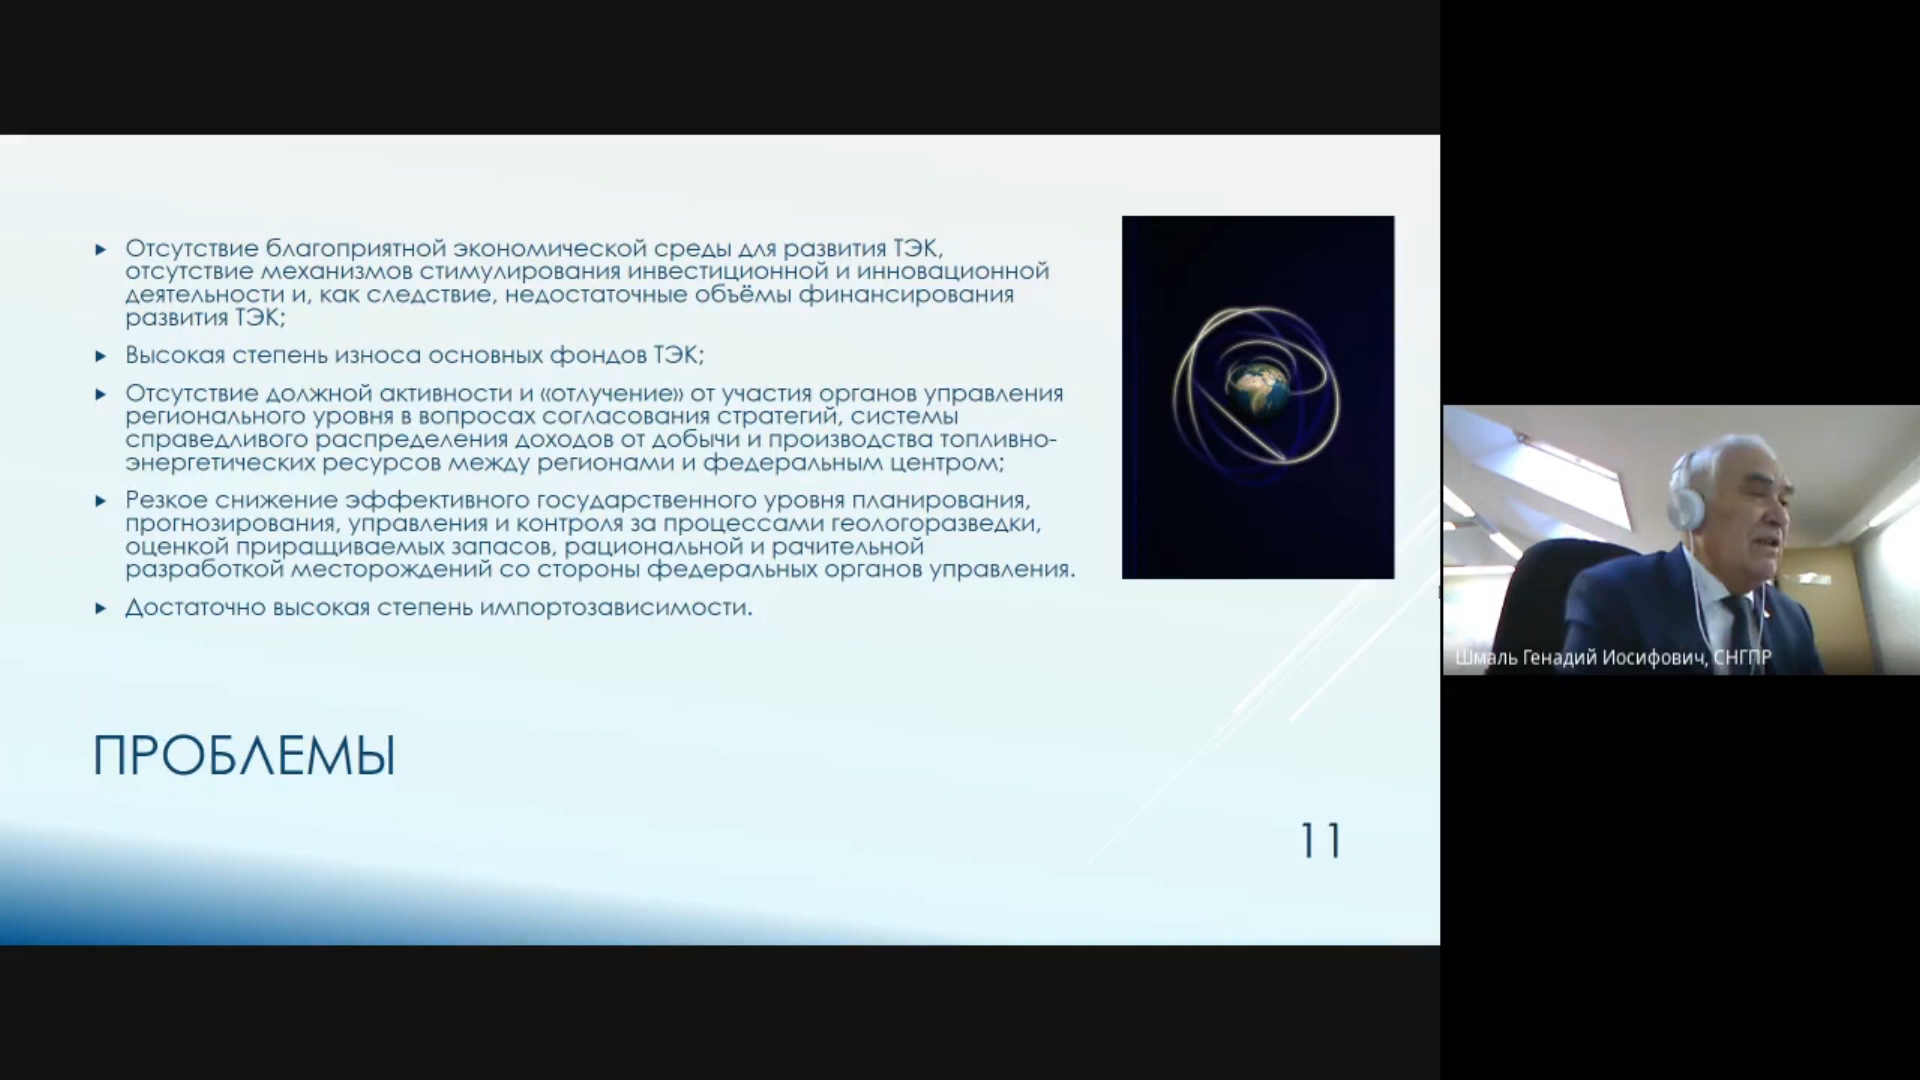 Отсутствие благоприятной экономической среды для развития ТЭК,
отсутствие механизмов стимулирования инвестиционной и инновационной
деятельности и, как следствие, недостаточные объёмы финансирования
развития ТЭК;
Высокая степень износа основных фондов ТЭК;
Отсутствие должной активности и «отлучение» от участия органов управления
регионального уровня в вопросах согласования стратегий, системы
справедливого распределения доходов от добычи и производства топливно-
энергетических ресурсов между регионами и федеральным центром;
Резкое снижение эффективного государственного уровня планирования,
прогнозирования, управления и контроля за процессами геологоразведки,
оценкой приращиваемых запасов, рациональной и рачительной
разработкой месторождений со стороны федеральных органов управления.
Достаточно высокая степень импортозависимости.
ПРОБЛЕМЫ
11
Шмаль Генадий Иосифович, СНГПР